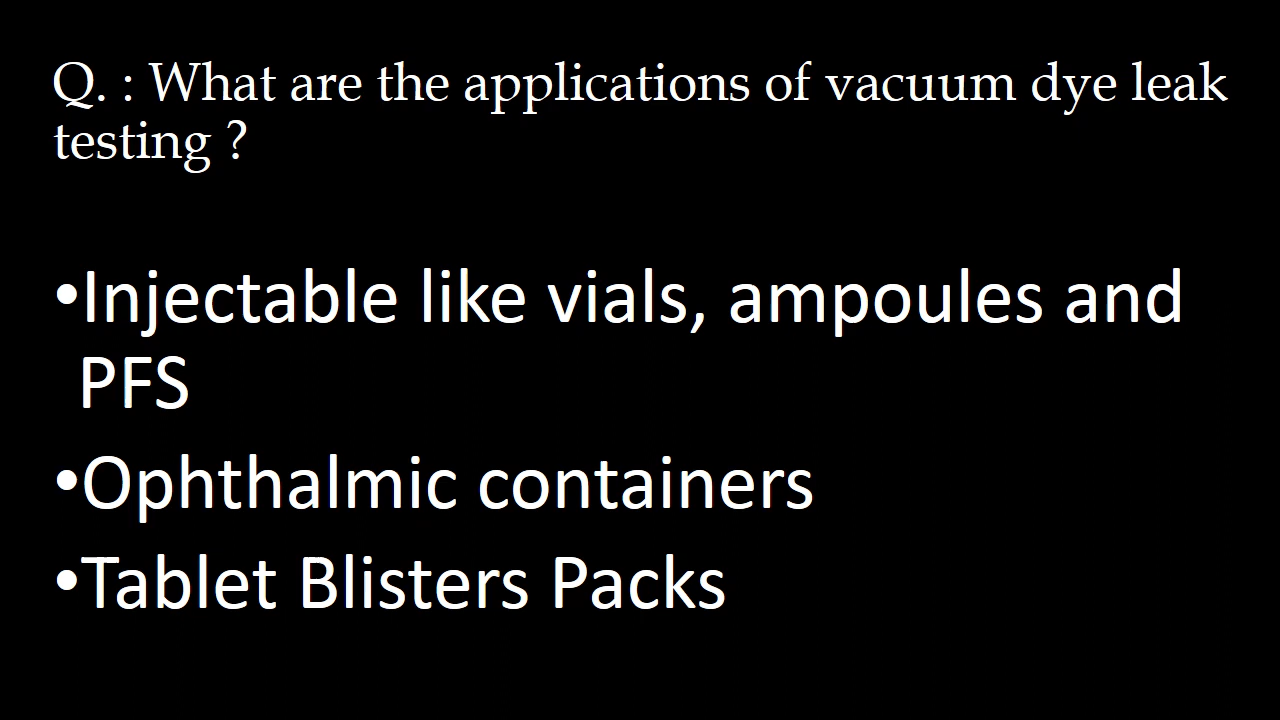 Q. : What are the applications of vacuum dye leak
testing ?
•Injectable like vials, ampoules and
PFS
•Ophthalmic containers
•Tablet Blisters Packs